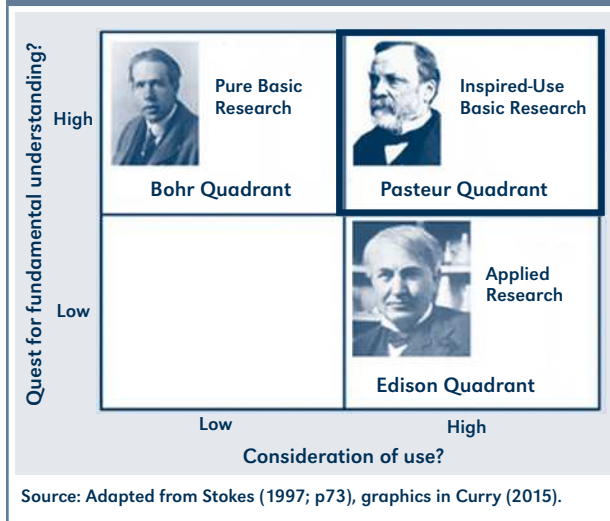 Quest for fundamental understanding?
High
Pure Basic
Research
Bohr Quadrant
Inspired-Use
Basic Research
Pasteur Quadrant
Low
Applied
Research
Edison Quadrant
Low
High
Consideration of use?
Source: Adapted from Stokes (1997; p73), graphics in Curry (2015).